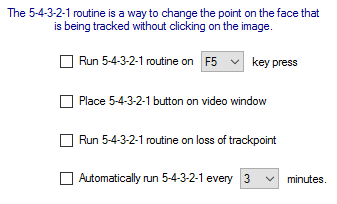 The 5-4-3-2-1 routine is a way to change the point on the face that
is being tracked without clicking on the image.
Run 5-4-3-2-1 routine on F5 key press
Place 5-4-3-2-1 button on video window
Run 5-4-3-2-1 routine on loss of trackpoint
Automatically run 5-4-3-2-1 every 3 minutes.